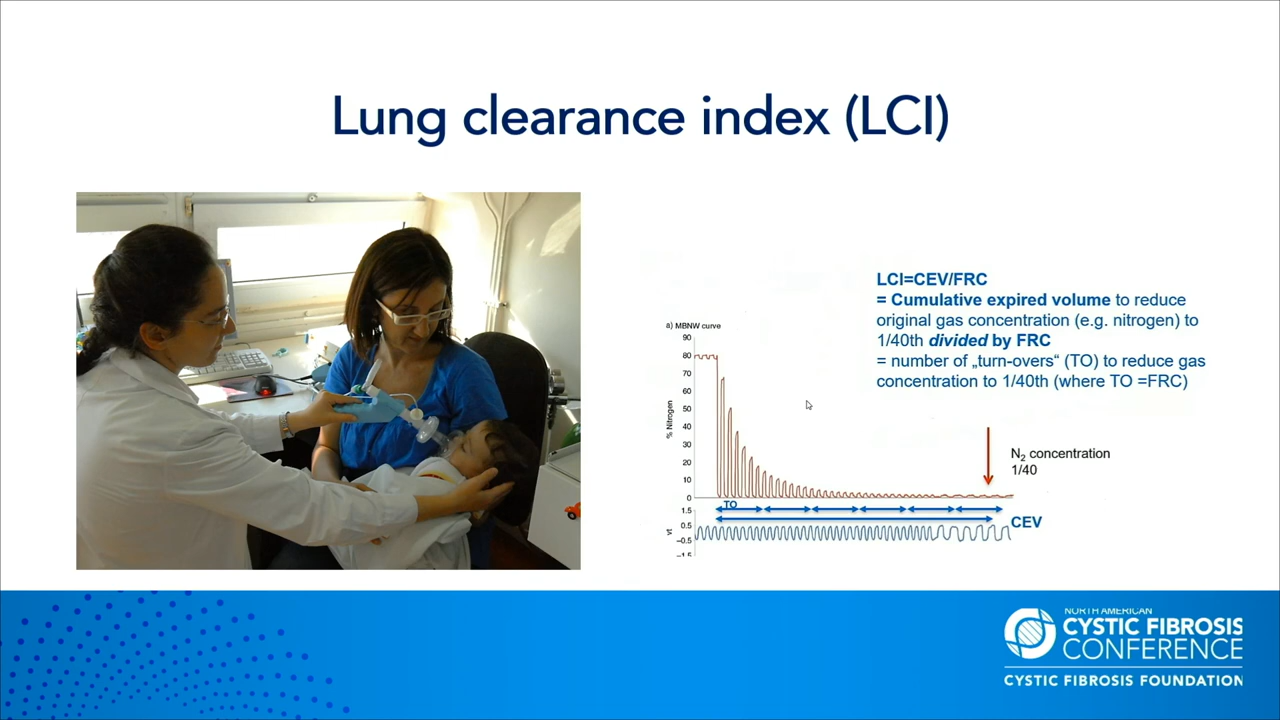 Lung clearance index (LCI)
LCI=CEV/FRC
= Cumulative expired volume to reduce
original gas concentration (e.g. nitrogen) to
1/40th divided by FRC
= number of „turn-overs“ (TO) to reduce gas
concentration to 1/40th (where TO =FRC)
a) MBNW curve
90
80
70
60
50
40
30
20
10
0
% Nitrogen
N₂ concentration
1/40
TO
CEV
1.5
0.5
−0.5
−1.5
vt
NORTH AMERICAN
CYSTIC FIBROSIS
CONFERENCE
CYSTIC FIBROSIS FOUNDATION